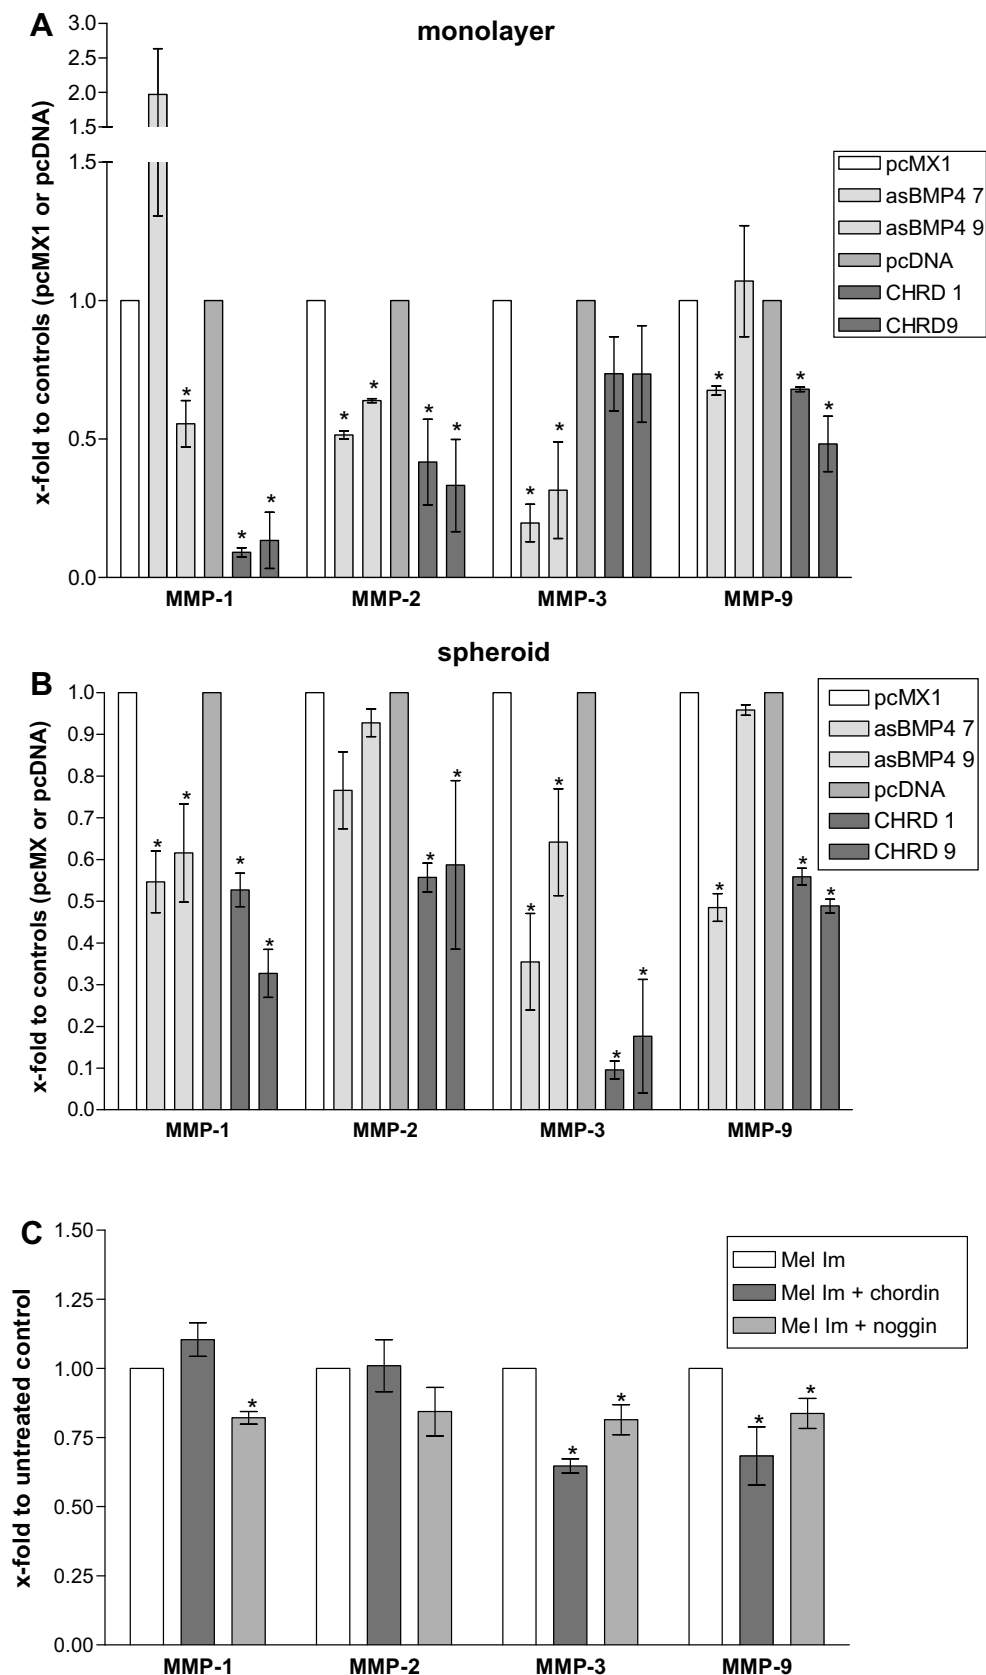 A
monolayer
x-fold to controls (pcMX1 or pcDNA)
3.0
2.5
2.0
1.5
1.5
1.0
0.5
0.0
*
*
*
*
*
*
*
*
*
*
*
*
pcMX1
asBMP4 7
asBMP4 9
pcDNA
CHRD 1
CHRD9
MMP-1 MMP-2 MMP-3 MMP-9
B
spheroid
x-fold to controls (pcMX or pcDNA)
1.0
0.9
0.8
0.7
0.6
0.5
0.4
0.3
0.2
0.1
0.0
*
*
*
*
*
*
*
*
*
*
*
*
*
pcMX1
asBMP4 7
asBMP4 9
pcDNA
CHRD 1
CHRD 9
MMP-1 MMP-2 MMP-3 MMP-9
C
x-fold to untreated control
1.50
1.25
1.00
0.75
0.50
0.25
0.00
*
*
*
*
*
Mel Im
Mel Im + chordin
Mel Im + noggin
MMP-1 MMP-2 MMP-3 MMP-9